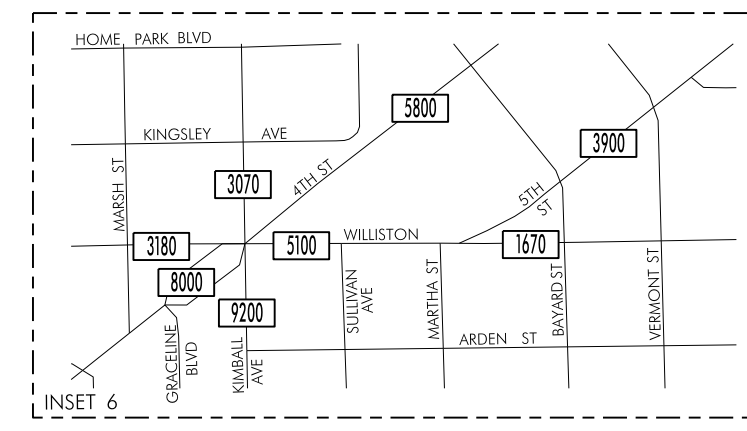 HOME PARK BLVD
5800
KINGSLEY AVE
3900
MARSH ST
3070
4TH ST
5TH
ST
WILLISTON
3180
5100
1670
8000
9200
SULLIVAN
AVE
MARTHA ST
BAYARD ST
VERMONT ST
GRACELINE
BLVD
KIMBALL
AVE
ARDEN ST
INSET 6